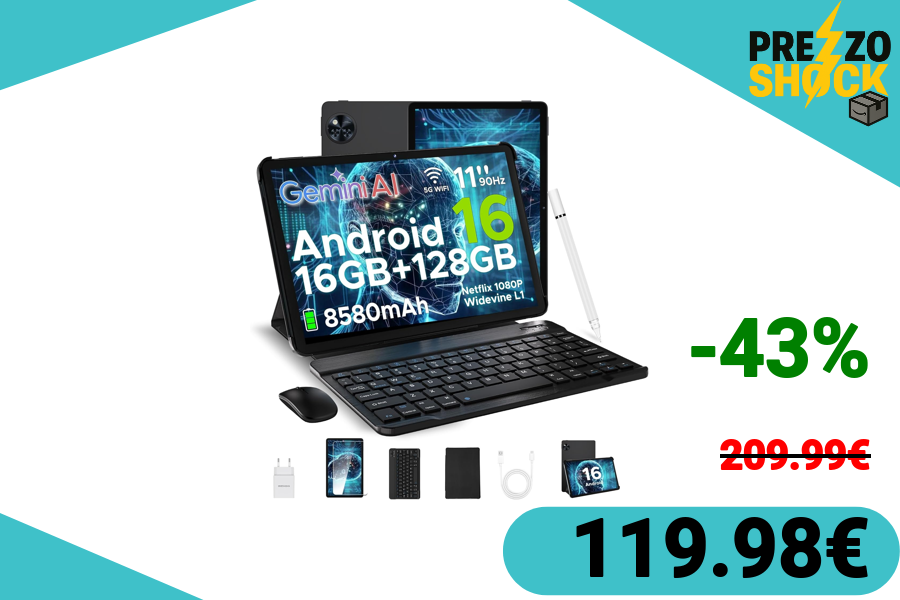 PREZZO
SHOCK
Gemini AI
5G WIFI
11''
90Hz
Android 16
16GB+128GB
Netflix 1080P
Widevine L1
8580mAh
-43%
209.99€
16
Android
119.98€